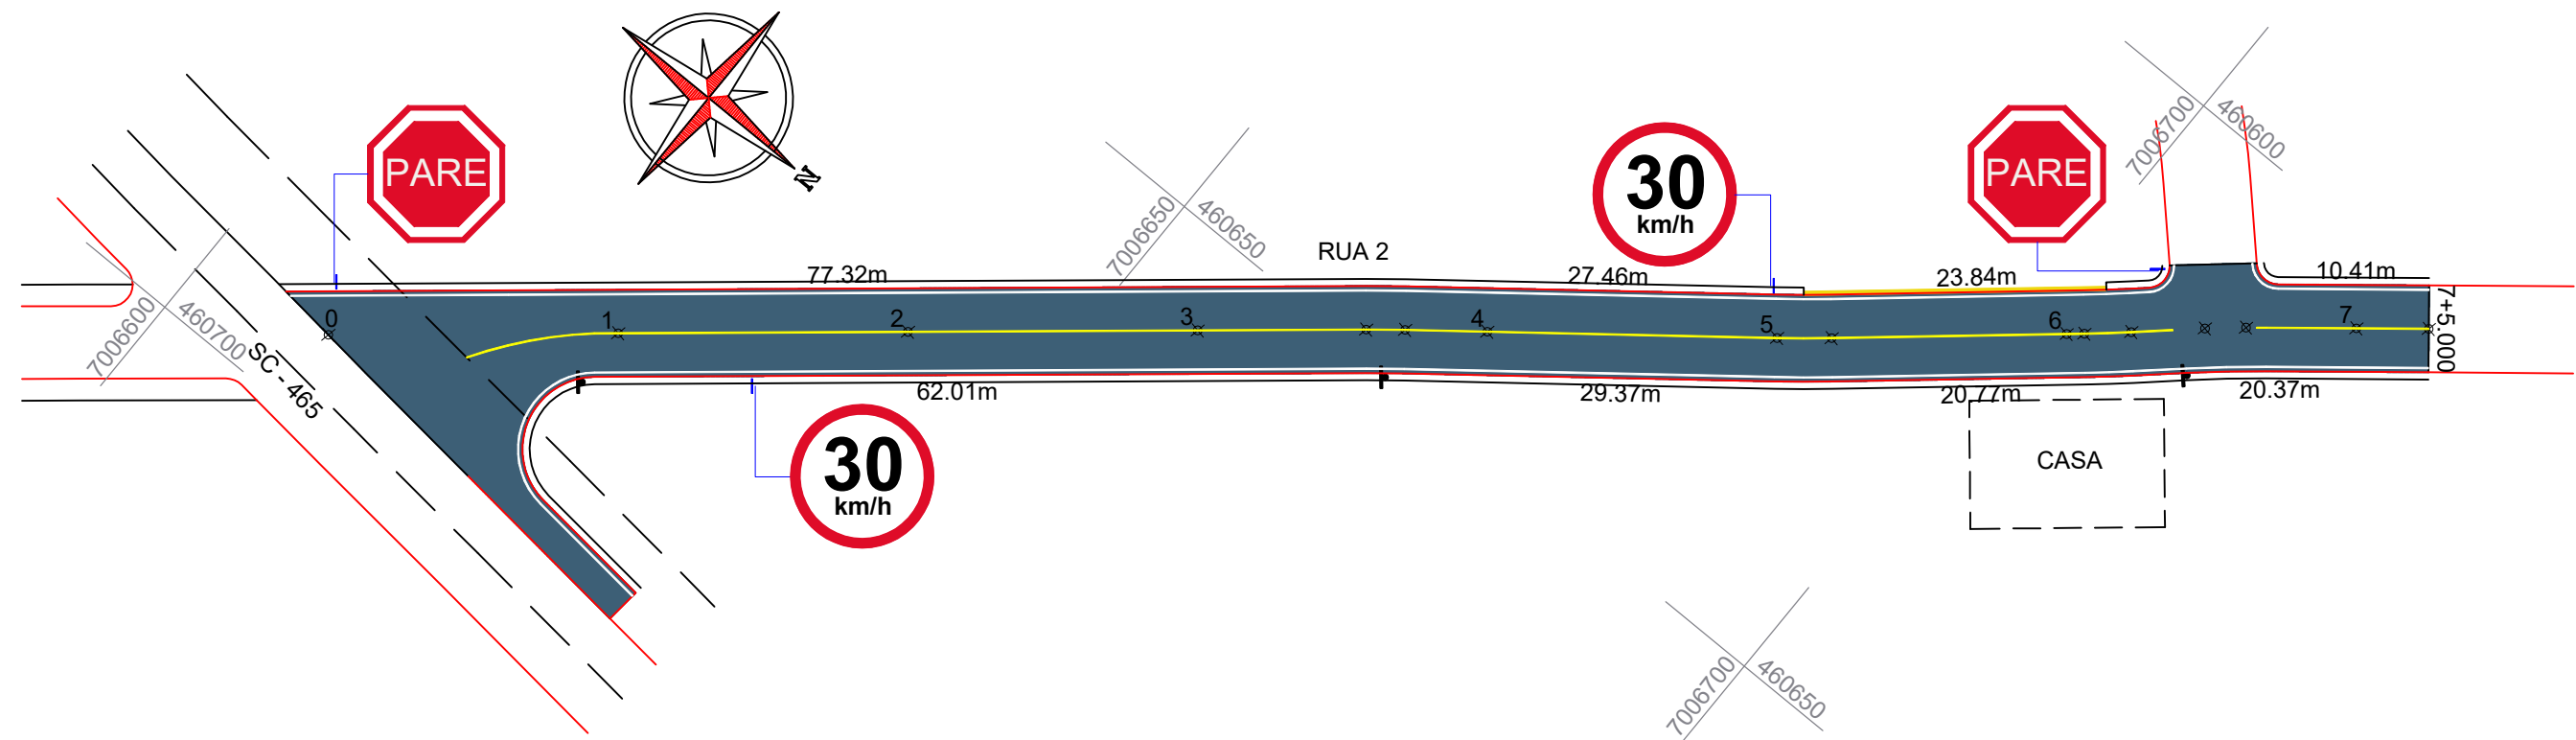 N
PARE
30
km/h
PARE
7006700
460600
7006650
460650
RUA 2
77.32m
27.46m
23.84m
10.41m
7006600
460700
SC - 465
0
1
2
3
4
5
6
7
7+5.000
62.01m
29.37m
20.77m
20.37m
30
km/h
CASA
7006700
460650